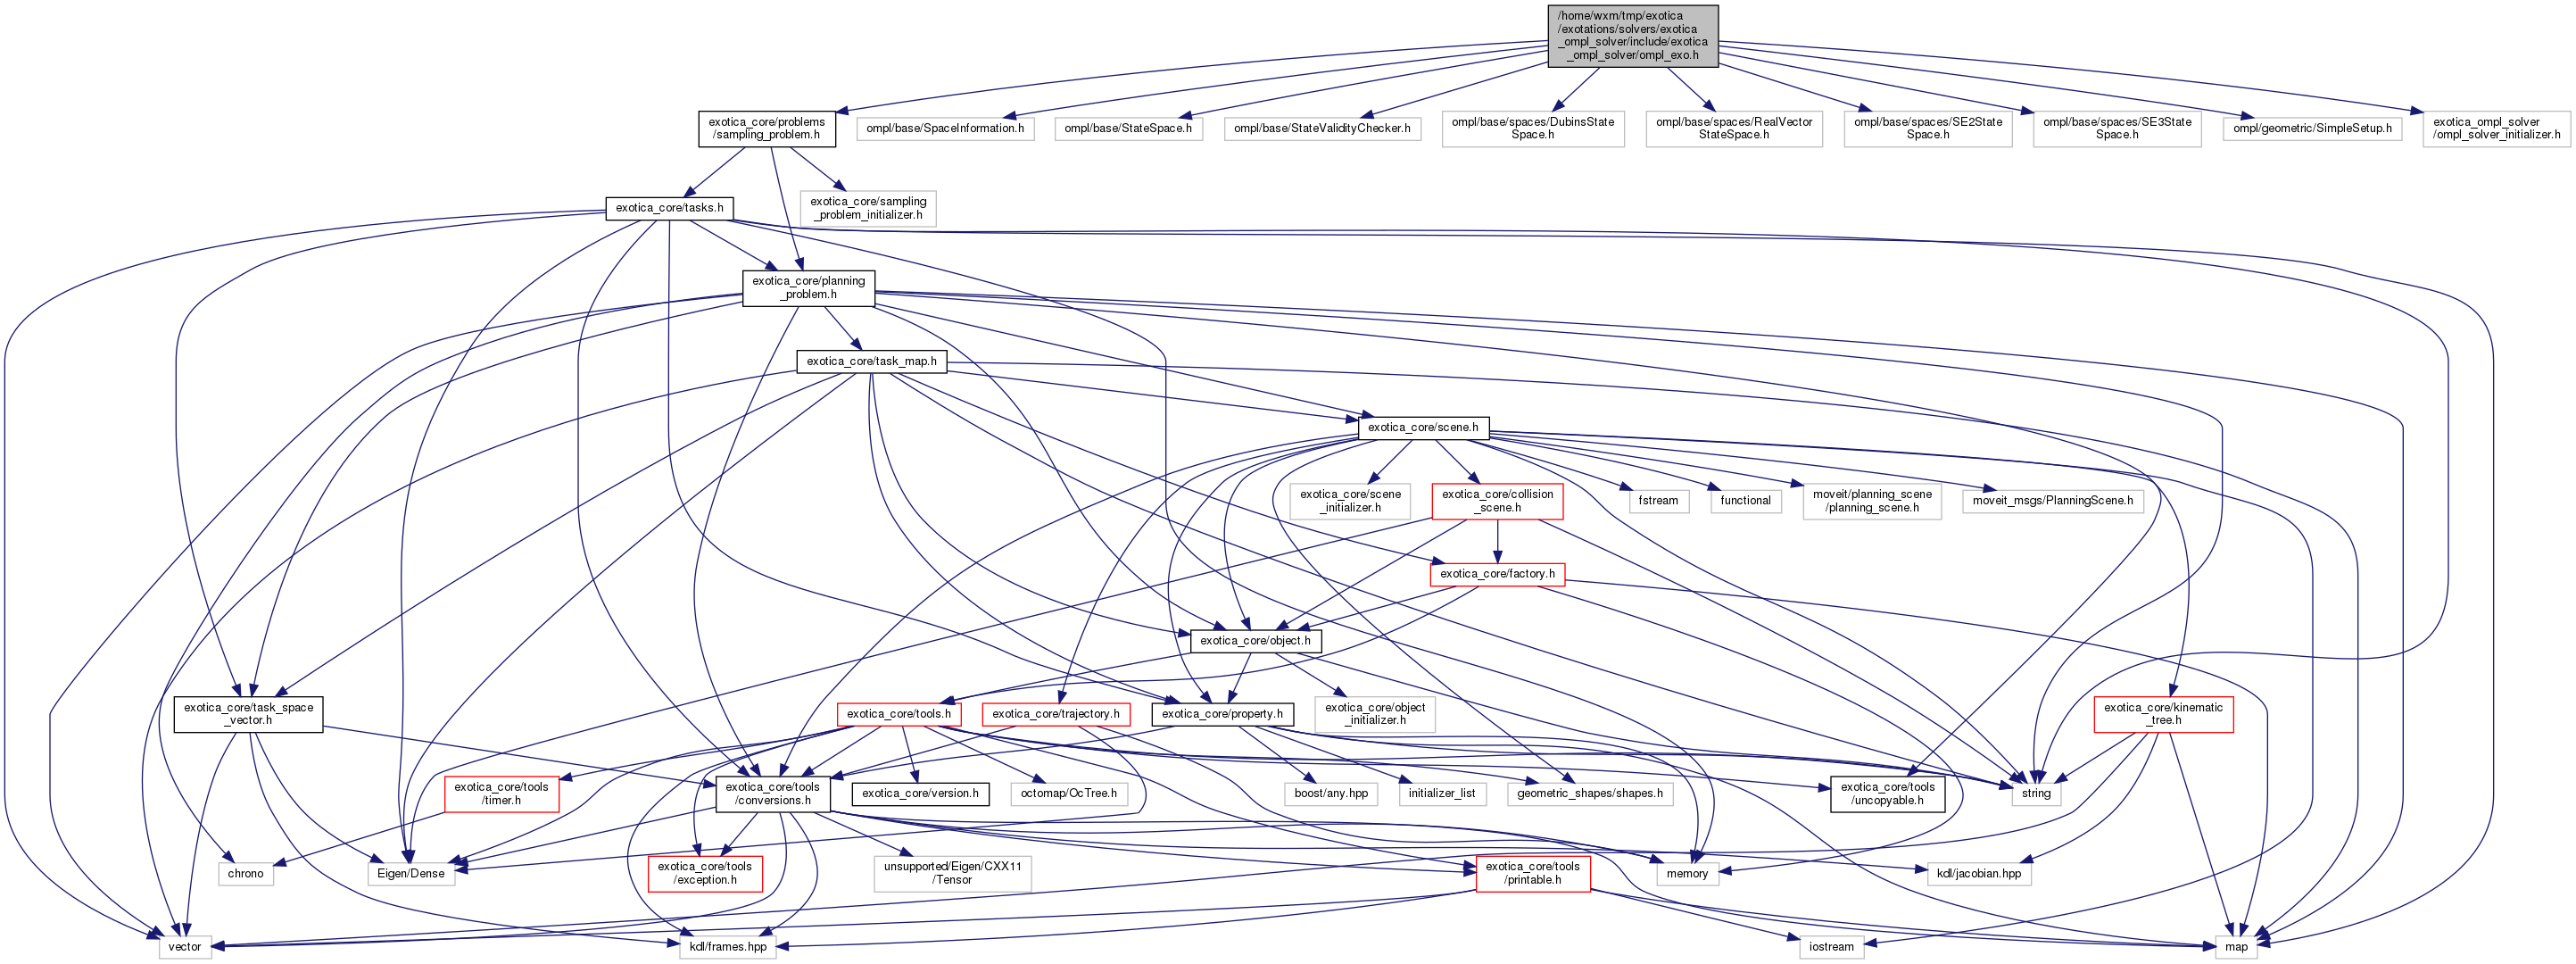 /home/wxm/tmp/exotica
/exotations/solvers/exotica
_ompl_solver/include/exotica
_ompl_solver/ompl_exo.h
exotica_core/problems
/sampling_problem.h
ompl/base/SpaceInformation.h
ompl/base/StateSpace.h
ompl/base/StateValidityChecker.h
ompl/base/spaces/DubinsState
Space.h
ompl/base/spaces/RealVector
StateSpace.h
ompl/base/spaces/SE2State
Space.h
ompl/base/spaces/SE3State
Space.h
ompl/geometric/SimpleSetup.h
exotica_ompl_solver
/ompl_solver_initializer.h
exotica_core/tasks.h
exotica_core/sampling
_problem_initializer.h
exotica_core/planning
_problem.h
exotica_core/task_map.h
exotica_core/scene.h
exotica_core/scene
_initializer.h
exotica_core/collision
_scene.h
fstream
functional
moveit/planning_scene
/planning_scene.h
moveit_msgs/PlanningScene.h
exotica_core/factory.h
exotica_core/object.h
exotica_core/task_space
_vector.h
exotica_core/tools.h
exotica_core/trajectory.h
exotica_core/property.h
exotica_core/object
_initializer.h
exotica_core/kinematic
_tree.h
exotica_core/tools
/timer.h
exotica_core/tools
/conversions.h
exotica_core/version.h
octomap/OcTree.h
boost/any.hpp
initializer_list
geometric_shapes/shapes.h
exotica_core/tools
/uncopyable.h
string
chrono
Eigen/Dense
exotica_core/tools
/exception.h
unsupported/Eigen/CXX11
/Tensor
exotica_core/tools
/printable.h
memory
kdl/jacobian.hpp
vector
kdl/frames.hpp
iostream
map